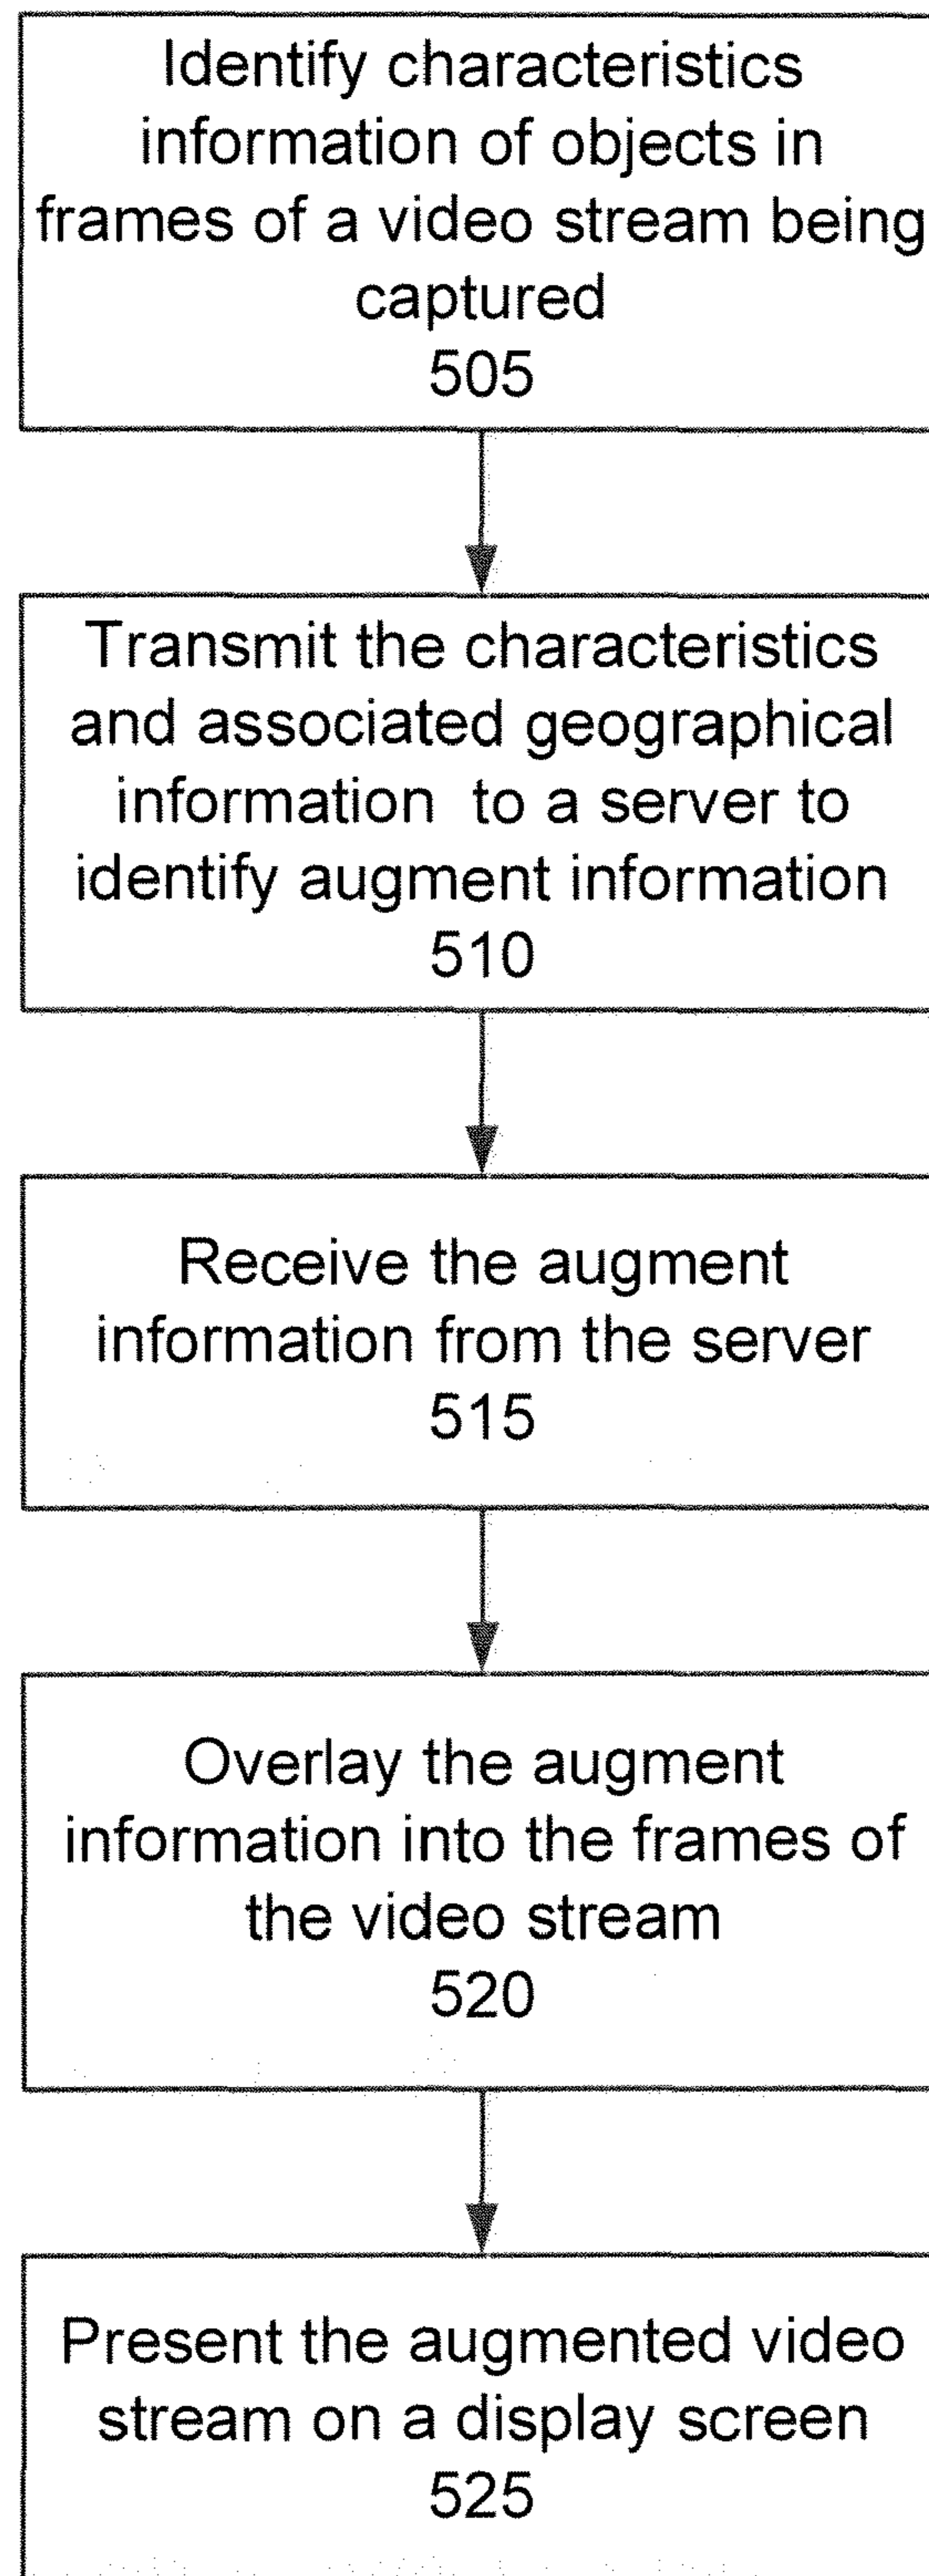 Identify characteristics
information of objects in
frames of a video stream being
captured
505
Transmit the characteristics
and associated geographical
information to a server to
identify augment information
510
Receive the augment
information from the server
515
Overlay the augment
information into the frames of
the video stream
520
Present the augmented video
stream on a display screen
525